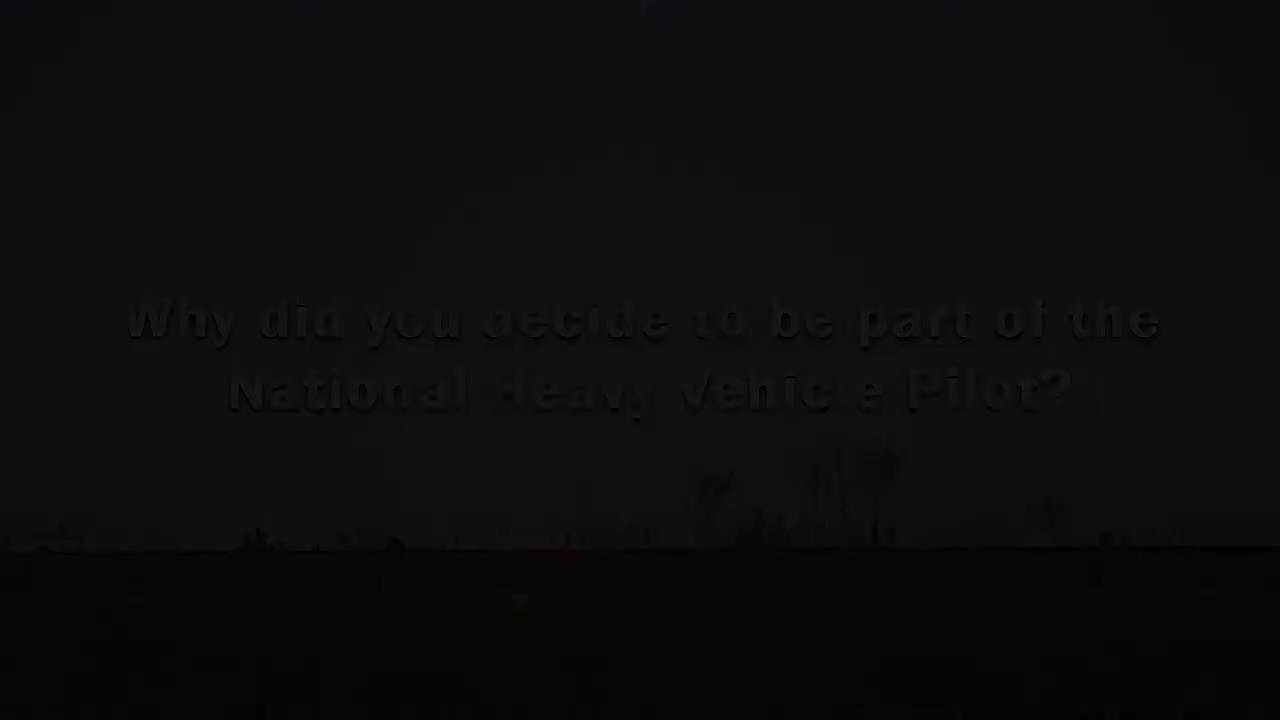 Why did you decide to be part of the
National Heavy Vehicle Pilot?